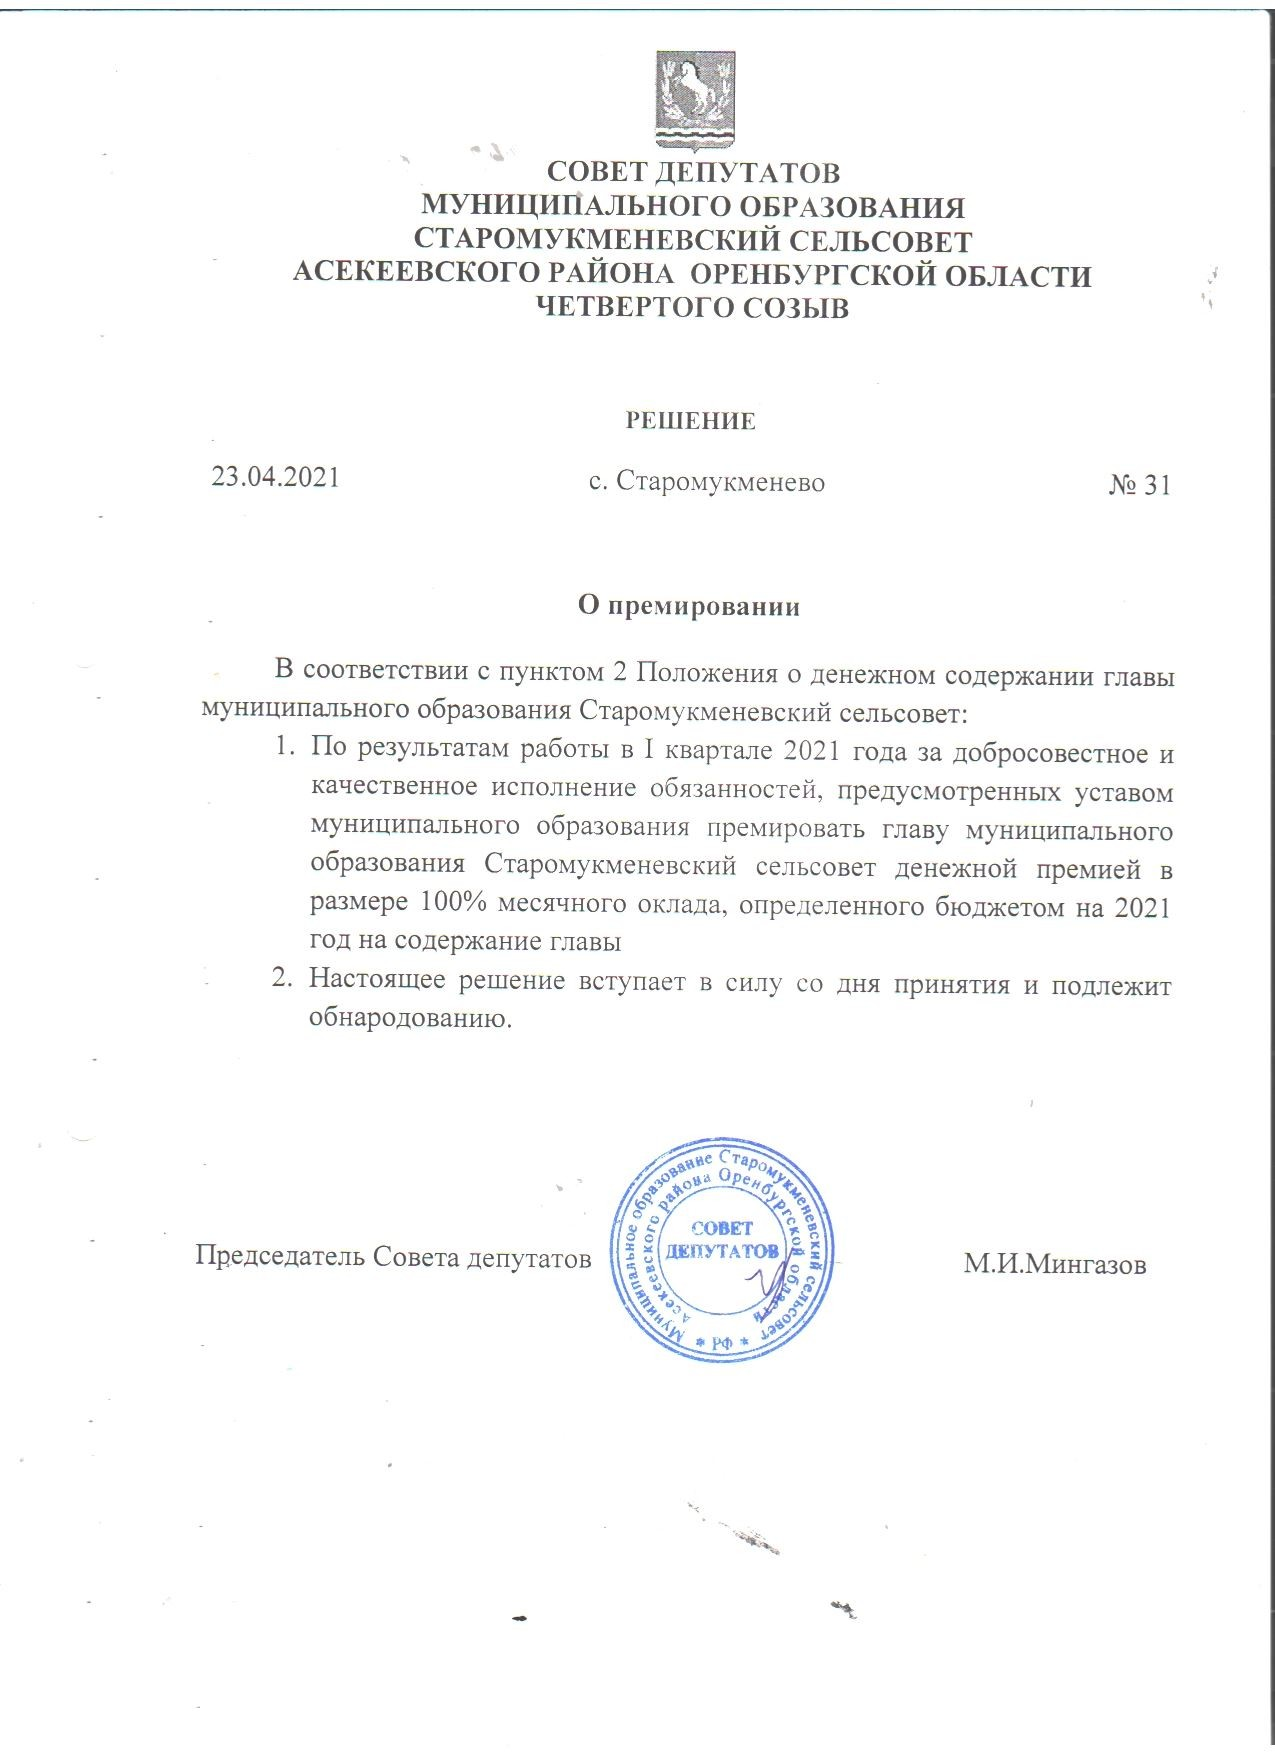 СОВЕТ ДЕПУТАТОВ
МУНИЦИПАЛЬНОГО ОБРАЗОВАНИЯ
СТАРОМУКМЕНЕВСКИЙ СЕЛЬСОВЕТ
АСЕКЕЕВСКОГО РАЙОНА  ОРЕНБУРГСКОЙ ОБЛАСТИ
ЧЕТВЕРТОГО СОЗЫВ
РЕШЕНИЕ
23.04.2021 с. Старомукменево № 31
О премировании
В соответствии с пунктом 2 Положения о денежном содержании главы
муниципального образования Старомукменевский сельсовет:
1. По результатам работы в I квартале 2021 года за добросовестное и
качественное исполнение обязанностей, предусмотренных уставом
муниципального образования премировать главу муниципального
образования Старомукменевский сельсовет денежной премией в
размере 100% месячного оклада, определенного бюджетом на 2021
год на содержание главы
2. Настоящее решение вступает в силу со дня принятия и подлежит
обнародованию.
Председатель Совета депутатов М.И.Мингазов
Муниципальное образование Старомукменевский сельсовет
Асекеевского района Оренбургской области
СОВЕТ
ДЕПУТАТОВ
* РФ *